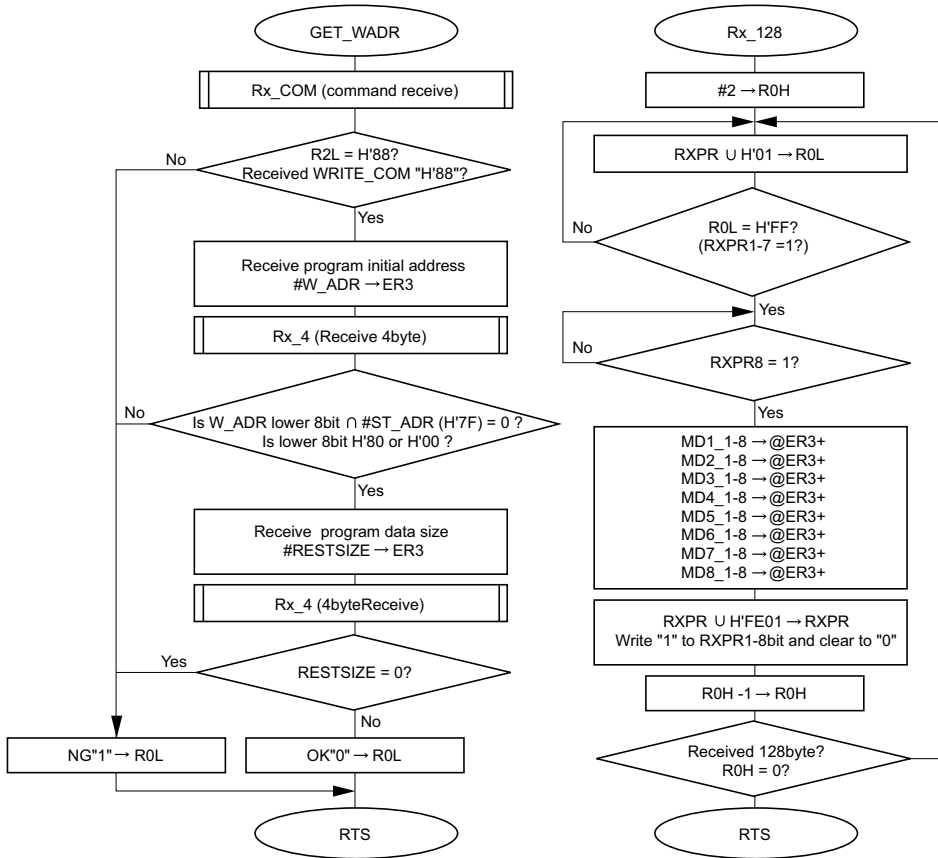 GET_WADR
Rx_COM (command receive)
R2L = H'88?
Received WRITE_COM "H'88"?
No
Yes
Receive program initial address
#W_ADR → ER3
Rx_4 (Receive 4byte)
No
Is W_ADR lower 8bit ∩ #ST_ADR (H'7F) = 0 ?
Is lower 8bit H'80 or H'00 ?
Yes
Receive program data size
#RESTSIZE → ER3
Rx_4 (4byteReceive)
Yes
RESTSIZE = 0?
No
NG"1" → R0L
OK"0" → R0L
RTS
Rx_128
#2 → R0H
RXPR ∪ H'01 → R0L
No
R0L = H'FF?
(RXPR1-7 =1?)
Yes
No
RXPR8 = 1?
Yes
MD1_1-8 → @ER3+
MD2_1-8 → @ER3+
MD3_1-8 → @ER3+
MD4_1-8 → @ER3+
MD5_1-8 → @ER3+
MD6_1-8 → @ER3+
MD7_1-8 → @ER3+
MD8_1-8 → @ER3+
RXPR ∪ H'FE01 → RXPR
Write "1" to RXPR1-8bit and clear to "0"
R0H -1 → R0H
Received 128byte?
R0H = 0?
RTS